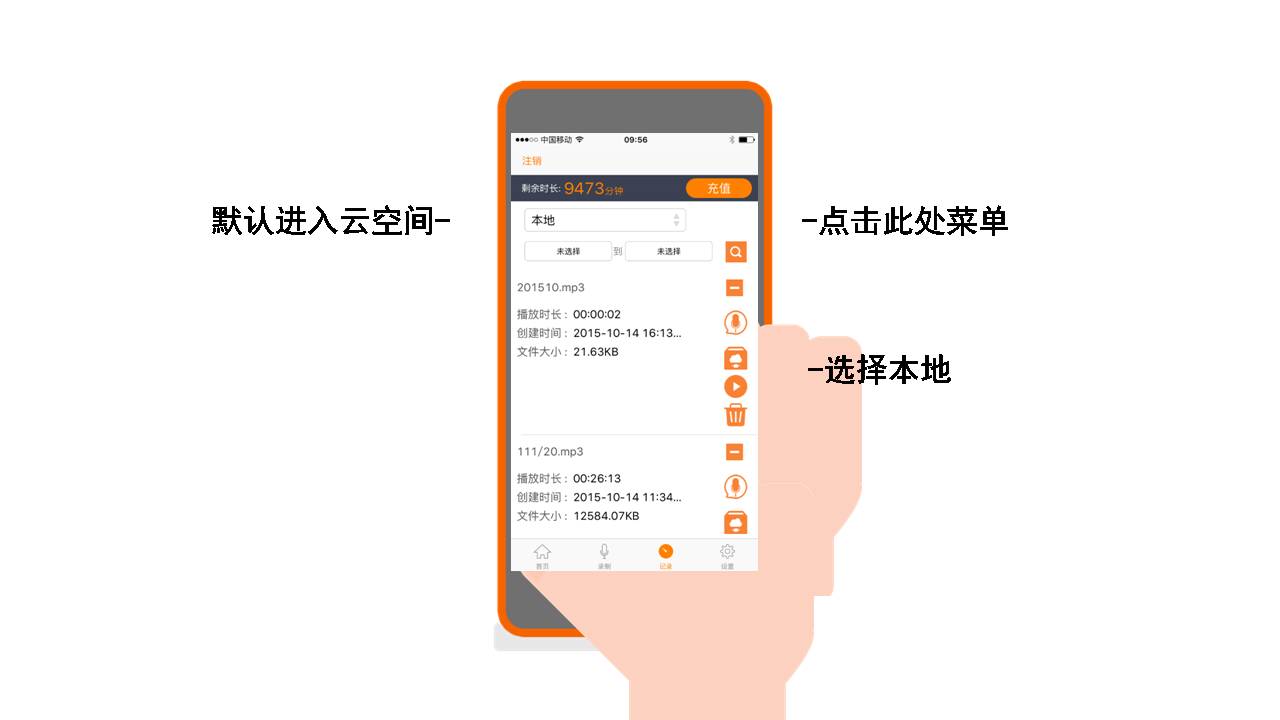 中国移动
09:56
注销
剩余时长: 9473分钟
充值
本地
默认进入云空间-
-点击此处菜单
未选择 到 未选择
201510.mp3
播放时长: 00:00:02
创建时间: 2015-10-14 16:13...
文件大小: 21.63KB
-选择本地
111/20.mp3
播放时长: 00:26:13
创建时间: 2015-10-14 11:34...
文件大小: 12584.07KB
首页 录制 记录 设置